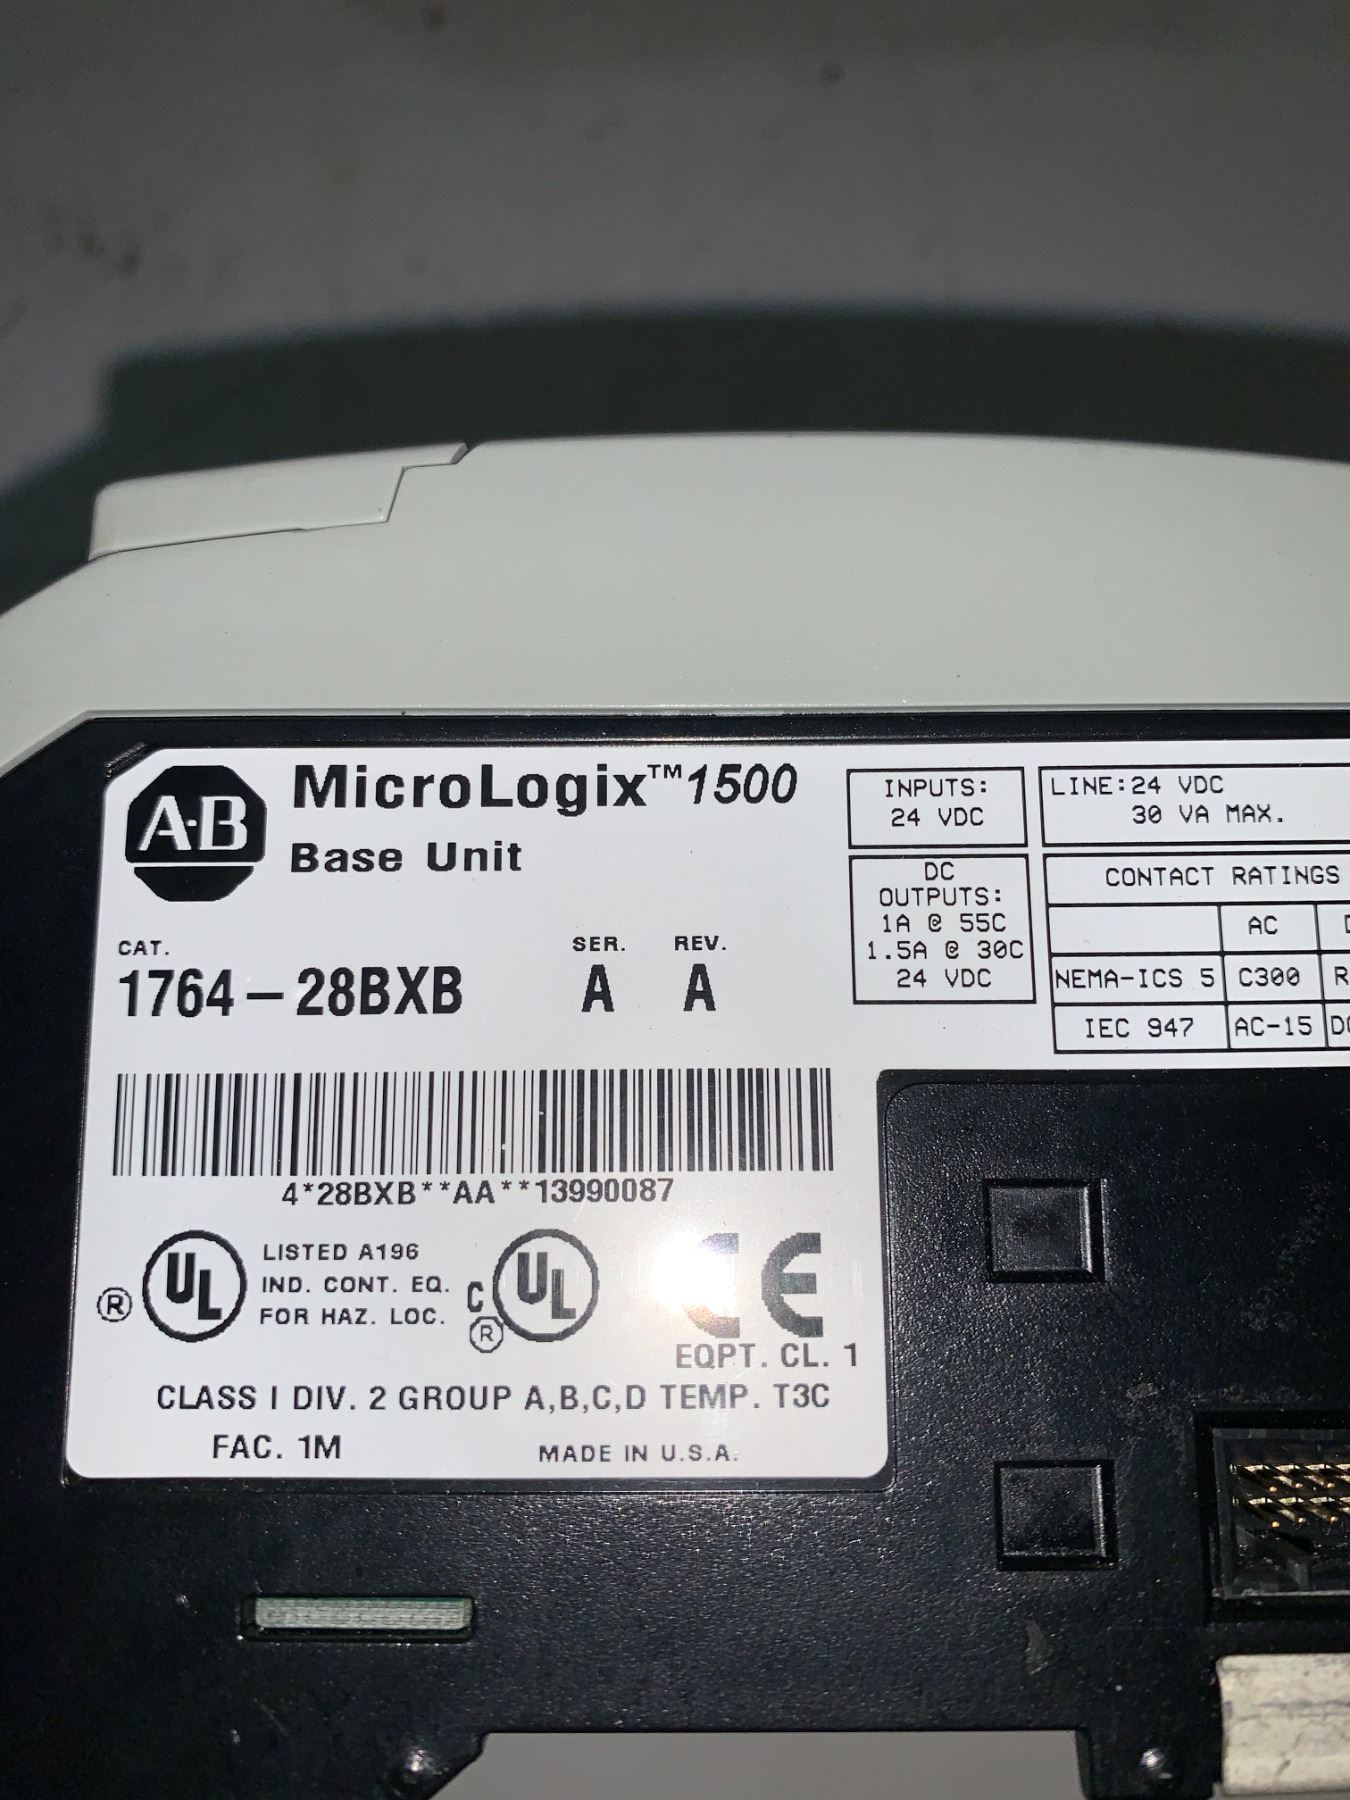 A·B
MicroLogix™1500
Base Unit
CAT.
1764-28BXB
SER.
A
REV.
A
INPUTS:
24 VDC
LINE:24 VDC
30 VA MAX.
DC
OUTPUTS:
1A @ 55C
1.5A @ 30C
24 VDC
CONTACT RATINGS
AC
NEMA-ICS 5 C300
IEC 947 AC-15
4*28BXB**AA**13990087
® UL
LISTED A196
IND. CONT. EQ.
FOR HAZ. LOC.
C UL ®
CE
EQPT. CL. 1
CLASS I DIV. 2 GROUP A,B,C,D TEMP. T3C
FAC. 1M
MADE IN U.S.A.